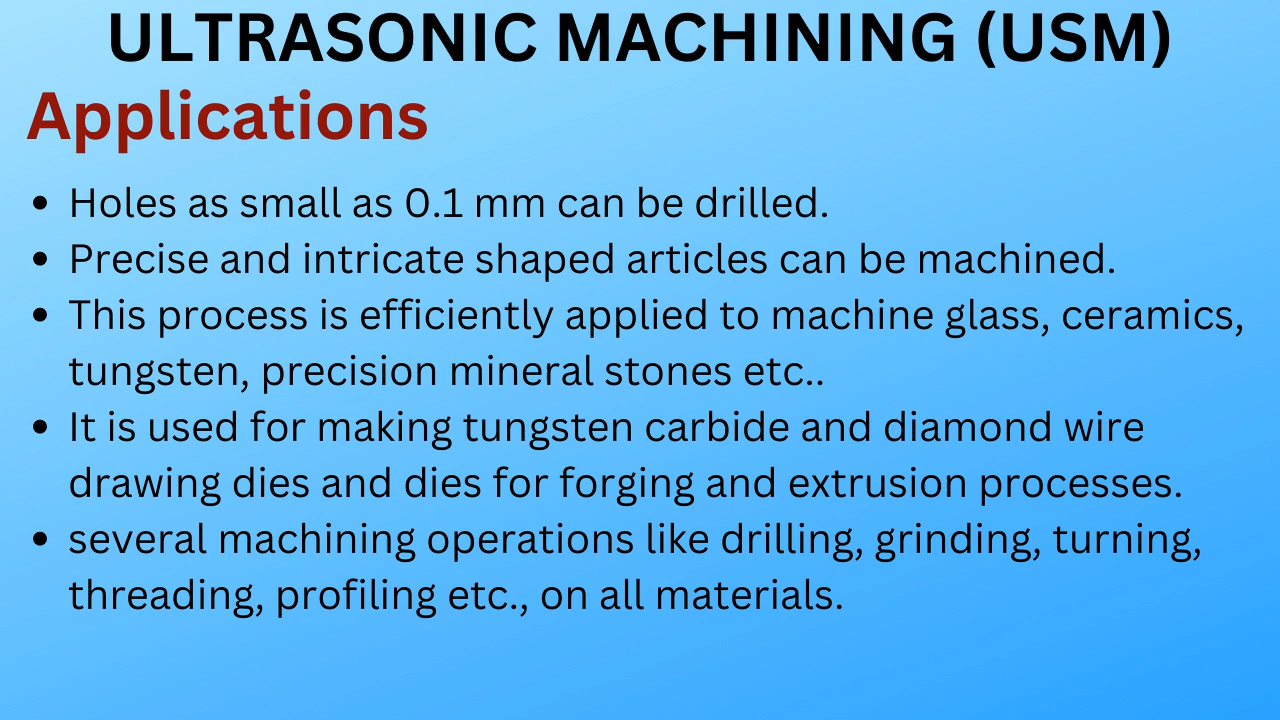 ULTRASONIC MACHINING (USM)
Applications
• Holes as small as 0.1 mm can be drilled.
• Precise and intricate shaped articles can be machined.
• This process is efficiently applied to machine glass, ceramics,
tungsten, precision mineral stones etc..
• It is used for making tungsten carbide and diamond wire
drawing dies and dies for forging and extrusion processes.
• several machining operations like drilling, grinding, turning,
threading, profiling etc., on all materials.